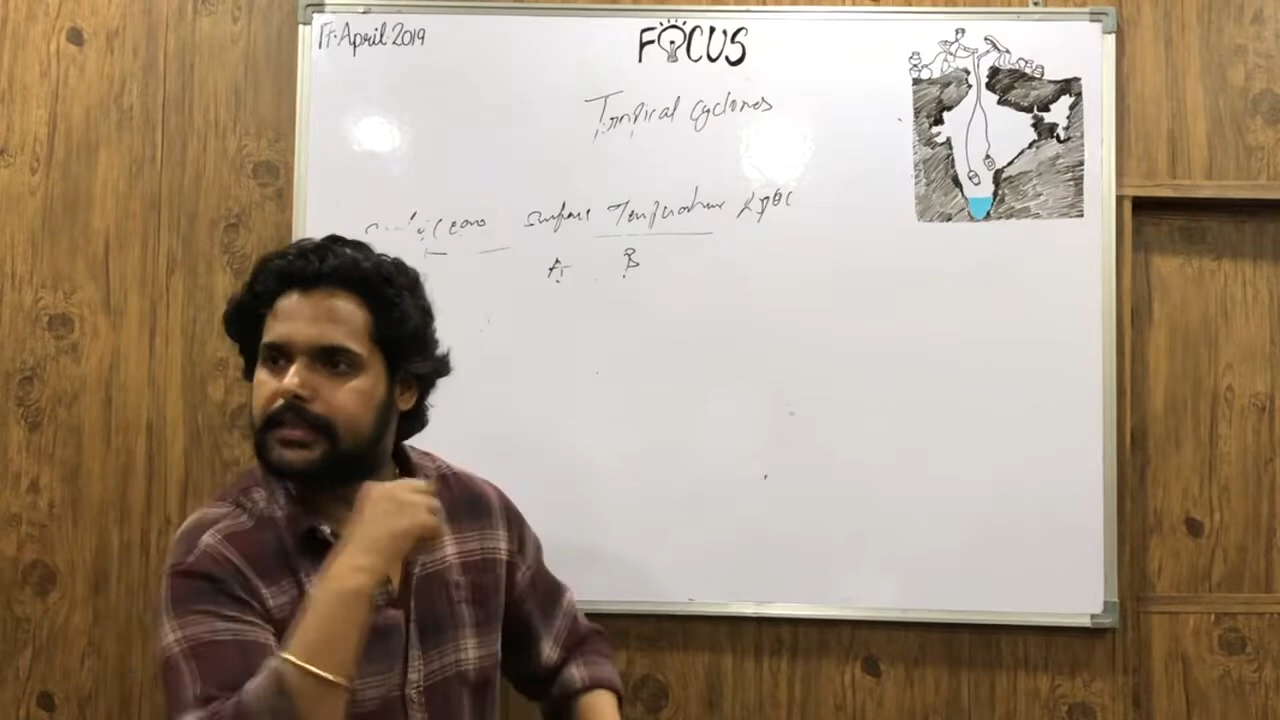 17.April.2019
FOCUS
Tropical cyclones
surface Temperature
A B